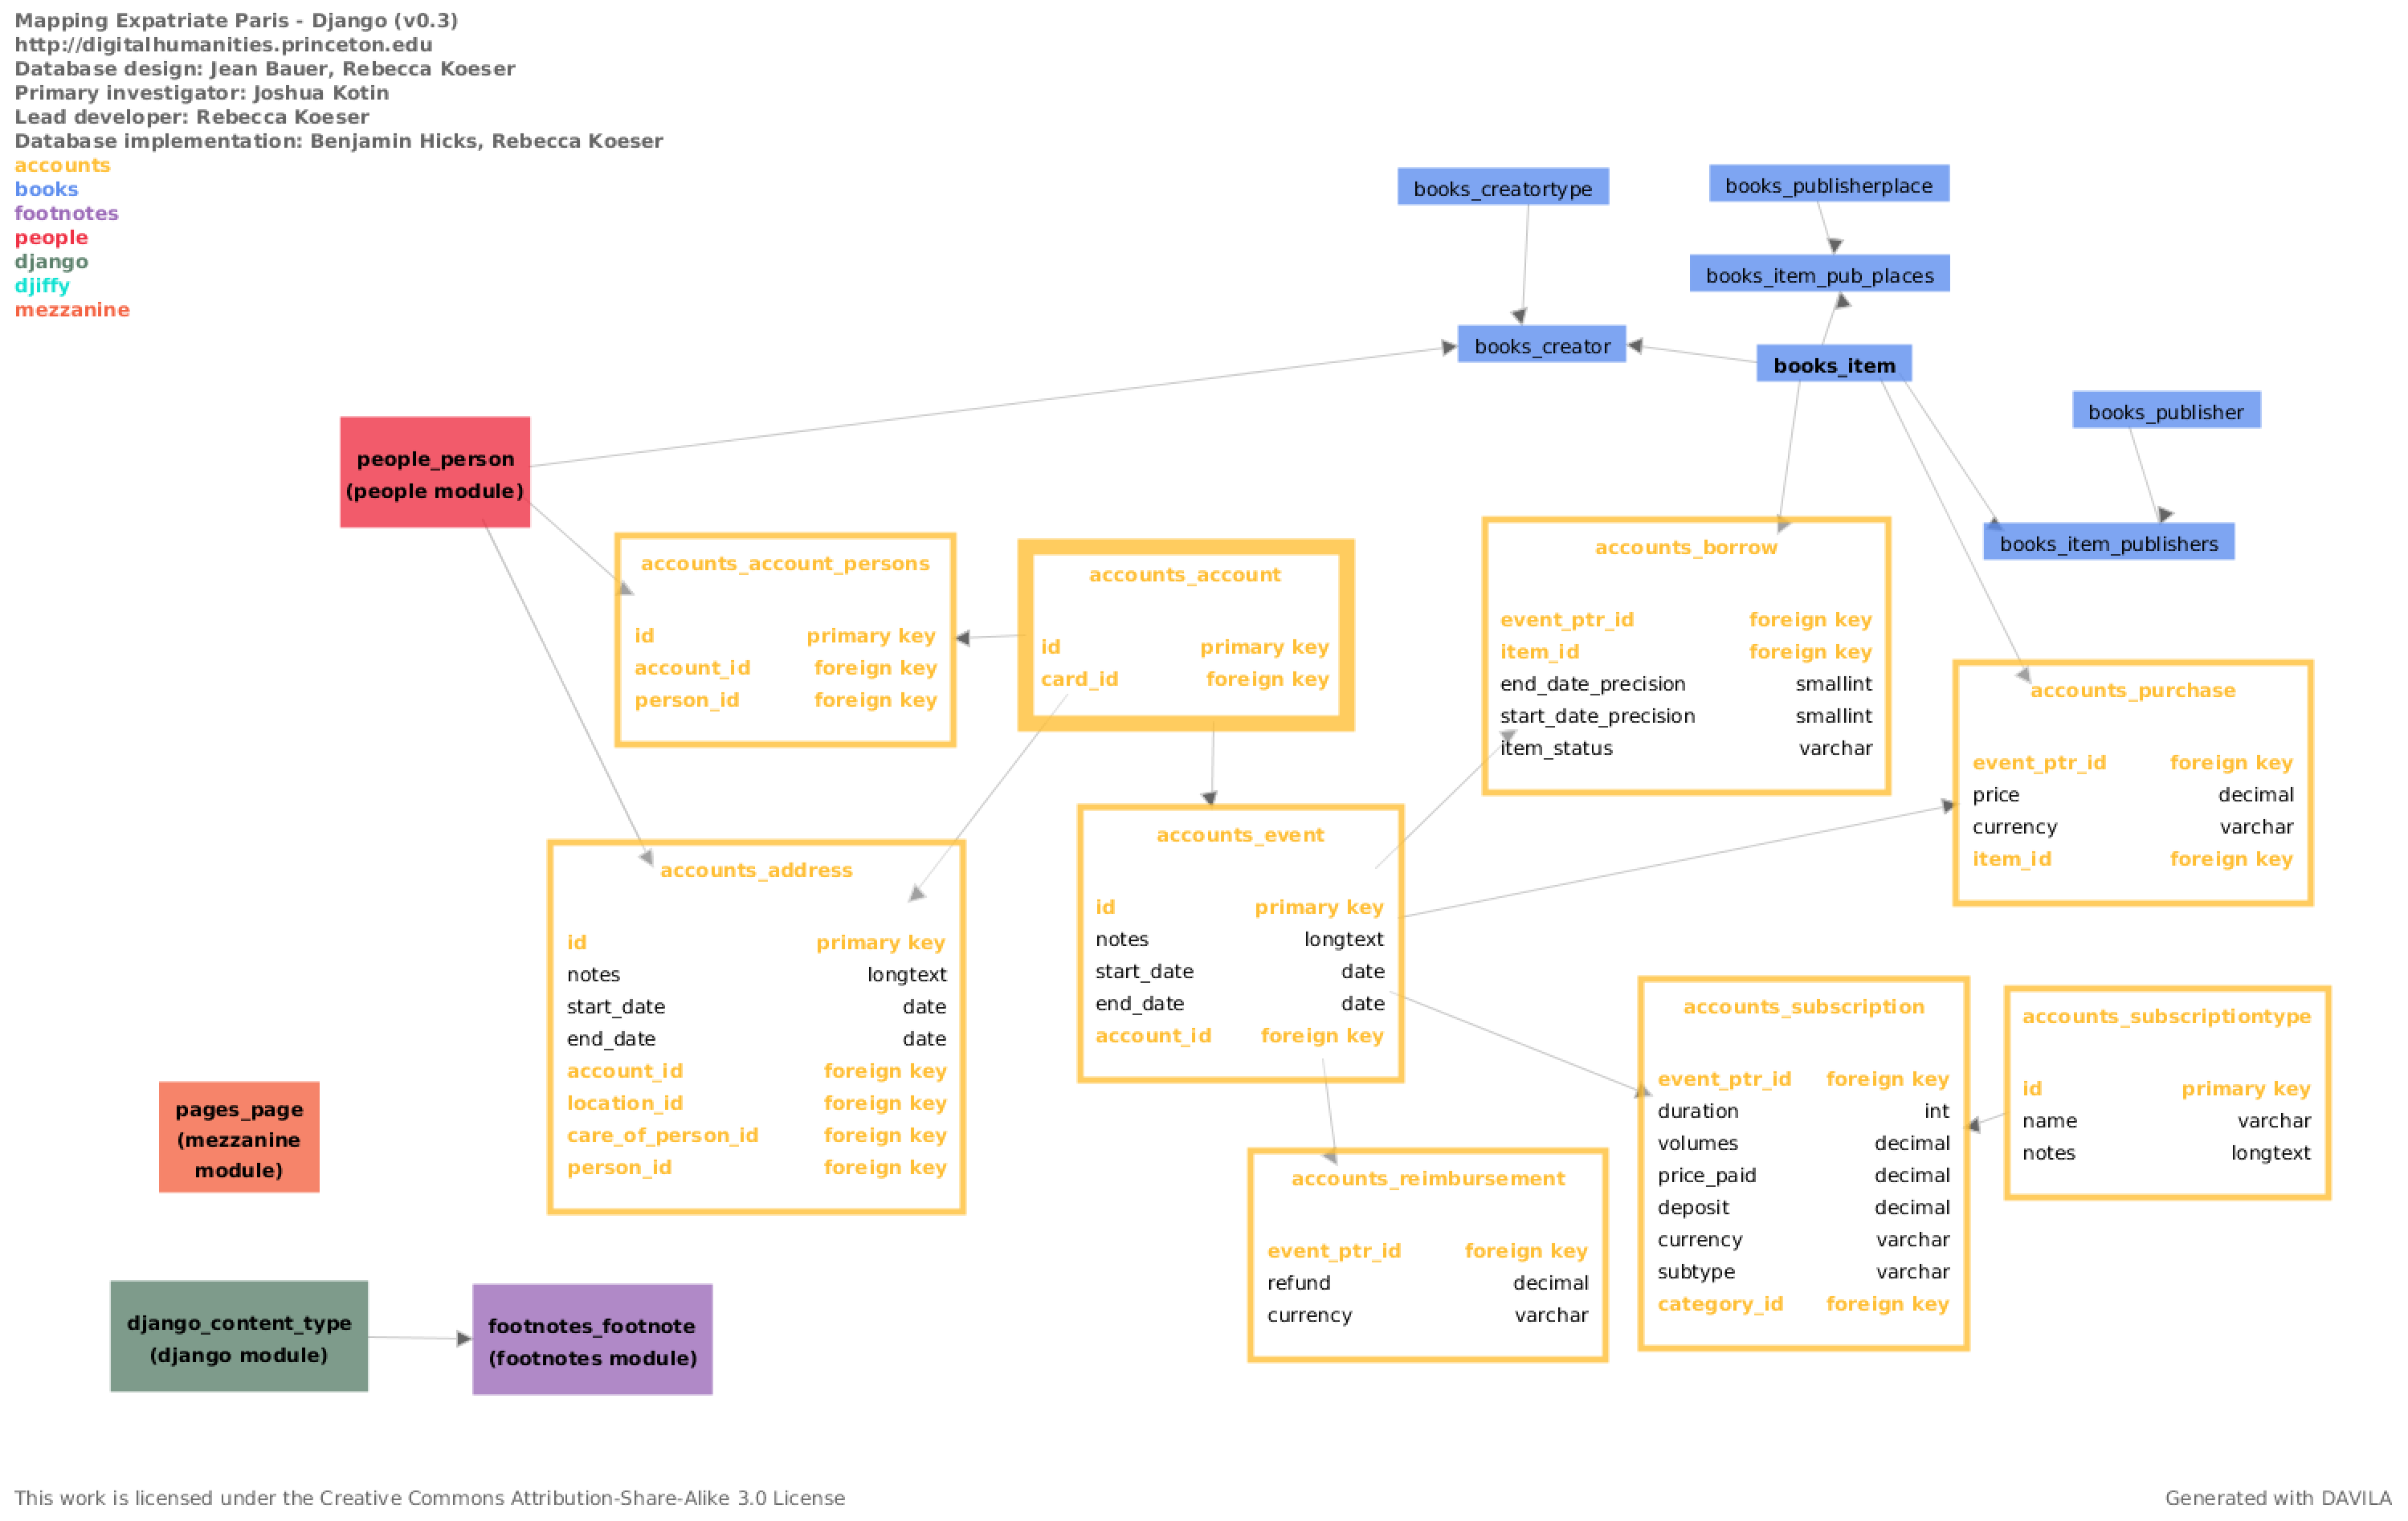 Mapping Expatriate Paris - Django (v0.3)
http://digitalhumanities.princeton.edu
Database design: Jean Bauer, Rebecca Koeser
Primary investigator: Joshua Kotin
Lead developer: Rebecca Koeser
Database implementation: Benjamin Hicks, Rebecca Koeser
accounts
books
footnotes
people
django
djiffy
mezzanine
books_creatortype
books_publisherplace
books_item_pub_places
books_creator
books_item
books_publisher
books_item_publishers
people_person
(people module)
accounts_account_persons
id primary key
account_id foreign key
person_id foreign key
accounts_account
id primary key
card_id foreign key
accounts_borrow
event_ptr_id foreign key
item_id foreign key
end_date_precision smallint
start_date_precision smallint
item_status varchar
accounts_purchase
event_ptr_id foreign key
price decimal
currency varchar
item_id foreign key
accounts_address
id primary key
notes longtext
start_date date
end_date date
account_id foreign key
location_id foreign key
care_of_person_id foreign key
person_id foreign key
accounts_event
id primary key
notes longtext
start_date date
end_date date
account_id foreign key
accounts_subscription
event_ptr_id foreign key
duration int
volumes decimal
price_paid decimal
deposit decimal
currency varchar
subtype varchar
category_id foreign key
accounts_subscriptiontype
id primary key
name varchar
notes longtext
accounts_reimbursement
event_ptr_id foreign key
refund decimal
currency varchar
pages_page
(mezzanine
module)
django_content_type
(django module)
footnotes_footnote
(footnotes module)
This work is licensed under the Creative Commons Attribution-Share-Alike 3.0 License
Generated with DAVILA